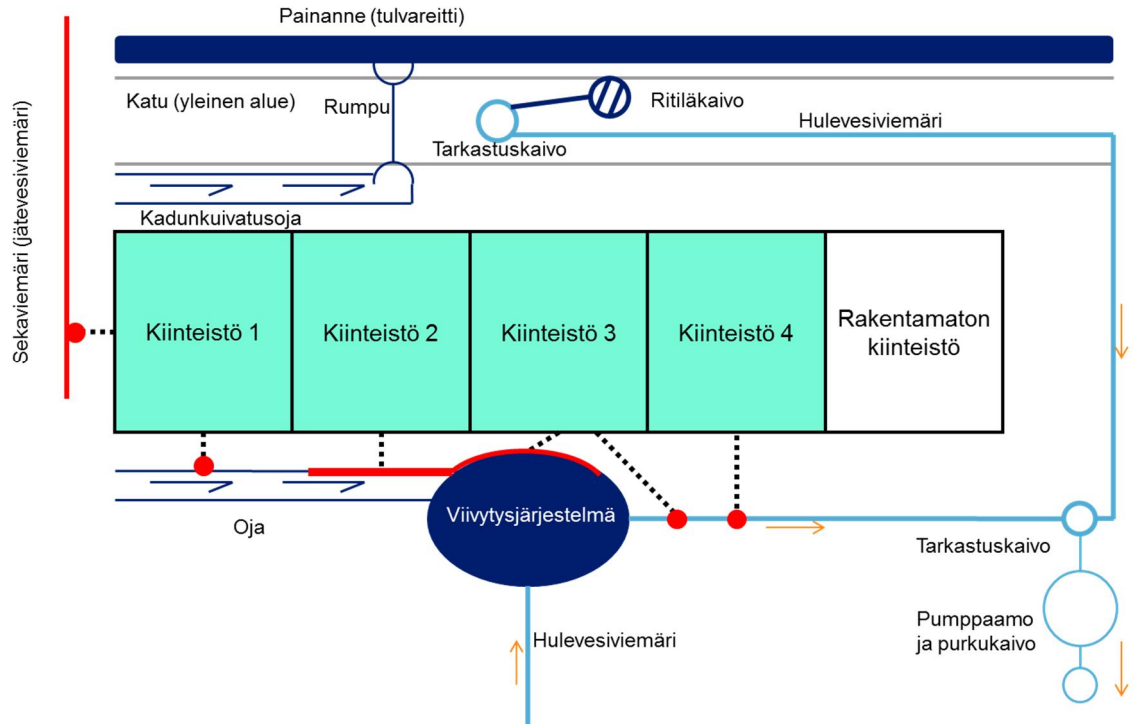 Painanne (tulvareitti)
Sekaviemäri (jätevesiviemäri)
Katu (yleinen alue)
Rumpu
Ritiläkaivo
Hulevesiviemäri
Tarkastuskaivo
Kadunkuivatusoja
Kiinteistö 1
Kiinteistö 2
Kiinteistö 3
Kiinteistö 4
Rakentamaton
kiinteistö
Oja
Viivytysjärjestelmä
Tarkastuskaivo
Hulevesiviemäri
Pumppaamo
ja purkukaivo